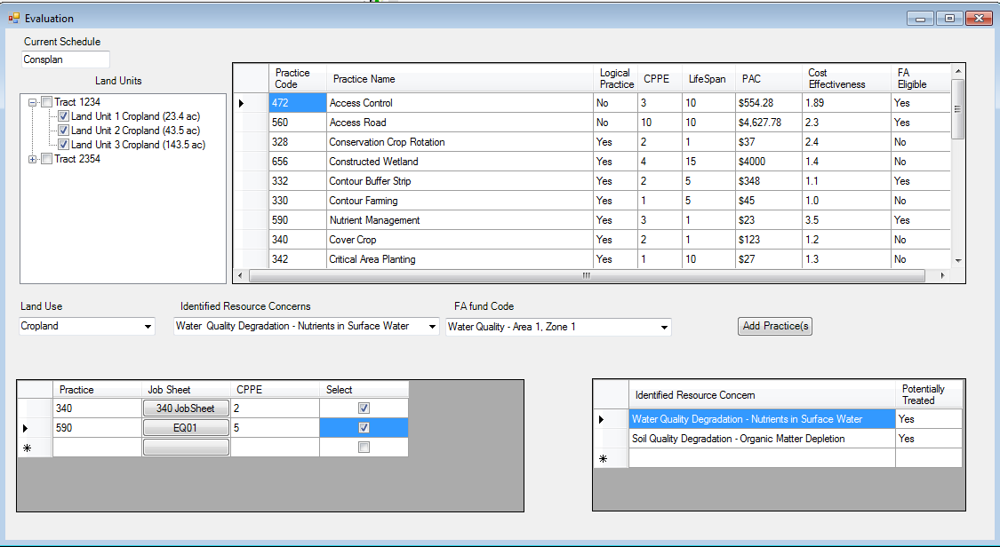 Evaluation
Current Schedule
Consplan
Land Units
Tract 1234
Land Unit 1 Cropland (23.4 ac)
Land Unit 2 Cropland (43.5 ac)
Land Unit 3 Cropland (143.5 ac)
Tract 2354
Practice Code Practice Name Logical Practice CPPE LifeSpan PAC Cost Effectiveness FA Eligible
472 Access Control No 3 10 $554.28 1.89 Yes
560 Access Road No 10 10 $4,627.78 2.3 Yes
328 Conservation Crop Rotation Yes 2 1 $37 2.4 No
656 Constructed Wetland Yes 4 15 $4000 1.4 No
332 Contour Buffer Strip Yes 2 5 $348 1.1 Yes
330 Contour Farming Yes 1 5 $45 1.0 No
590 Nutrient Management Yes 3 1 $23 3.5 Yes
340 Cover Crop Yes 2 1 $123 1.2 No
342 Critical Area Planting Yes 1 10 $27 1.3 No
Land Use Identified Resource Concerns FA fund Code
Cropland Water Quality Degradation - Nutrients in Surface Water Water Quality - Area 1, Zone 1 Add Practice(s
Practice Job Sheet CPPE Select
340 340 JobSheet 2
590 EQ01 5
Identified Resource Concern Potentially Treated
Water Quality Degradation - Nutrients in Surface Water Yes
Soil Quality Degradation - Organic Matter Depletion Yes